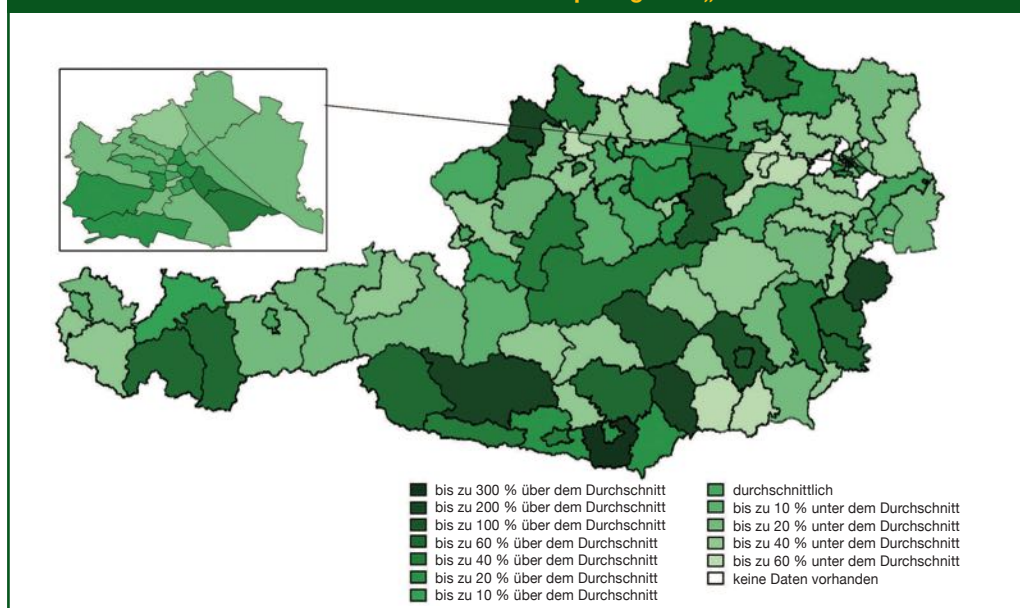 bis zu 300 % über dem Durchschnitt
bis zu 200 % über dem Durchschnitt
bis zu 100 % über dem Durchschnitt
bis zu 60 % über dem Durchschnitt
bis zu 40 % über dem Durchschnitt
bis zu 20 % über dem Durchschnitt
bis zu 10 % über dem Durchschnitt
durchschnittlich
bis zu 10 % unter dem Durchschnitt
bis zu 20 % unter dem Durchschnitt
bis zu 40 % unter dem Durchschnitt
bis zu 60 % unter dem Durchschnitt
keine Daten vorhanden